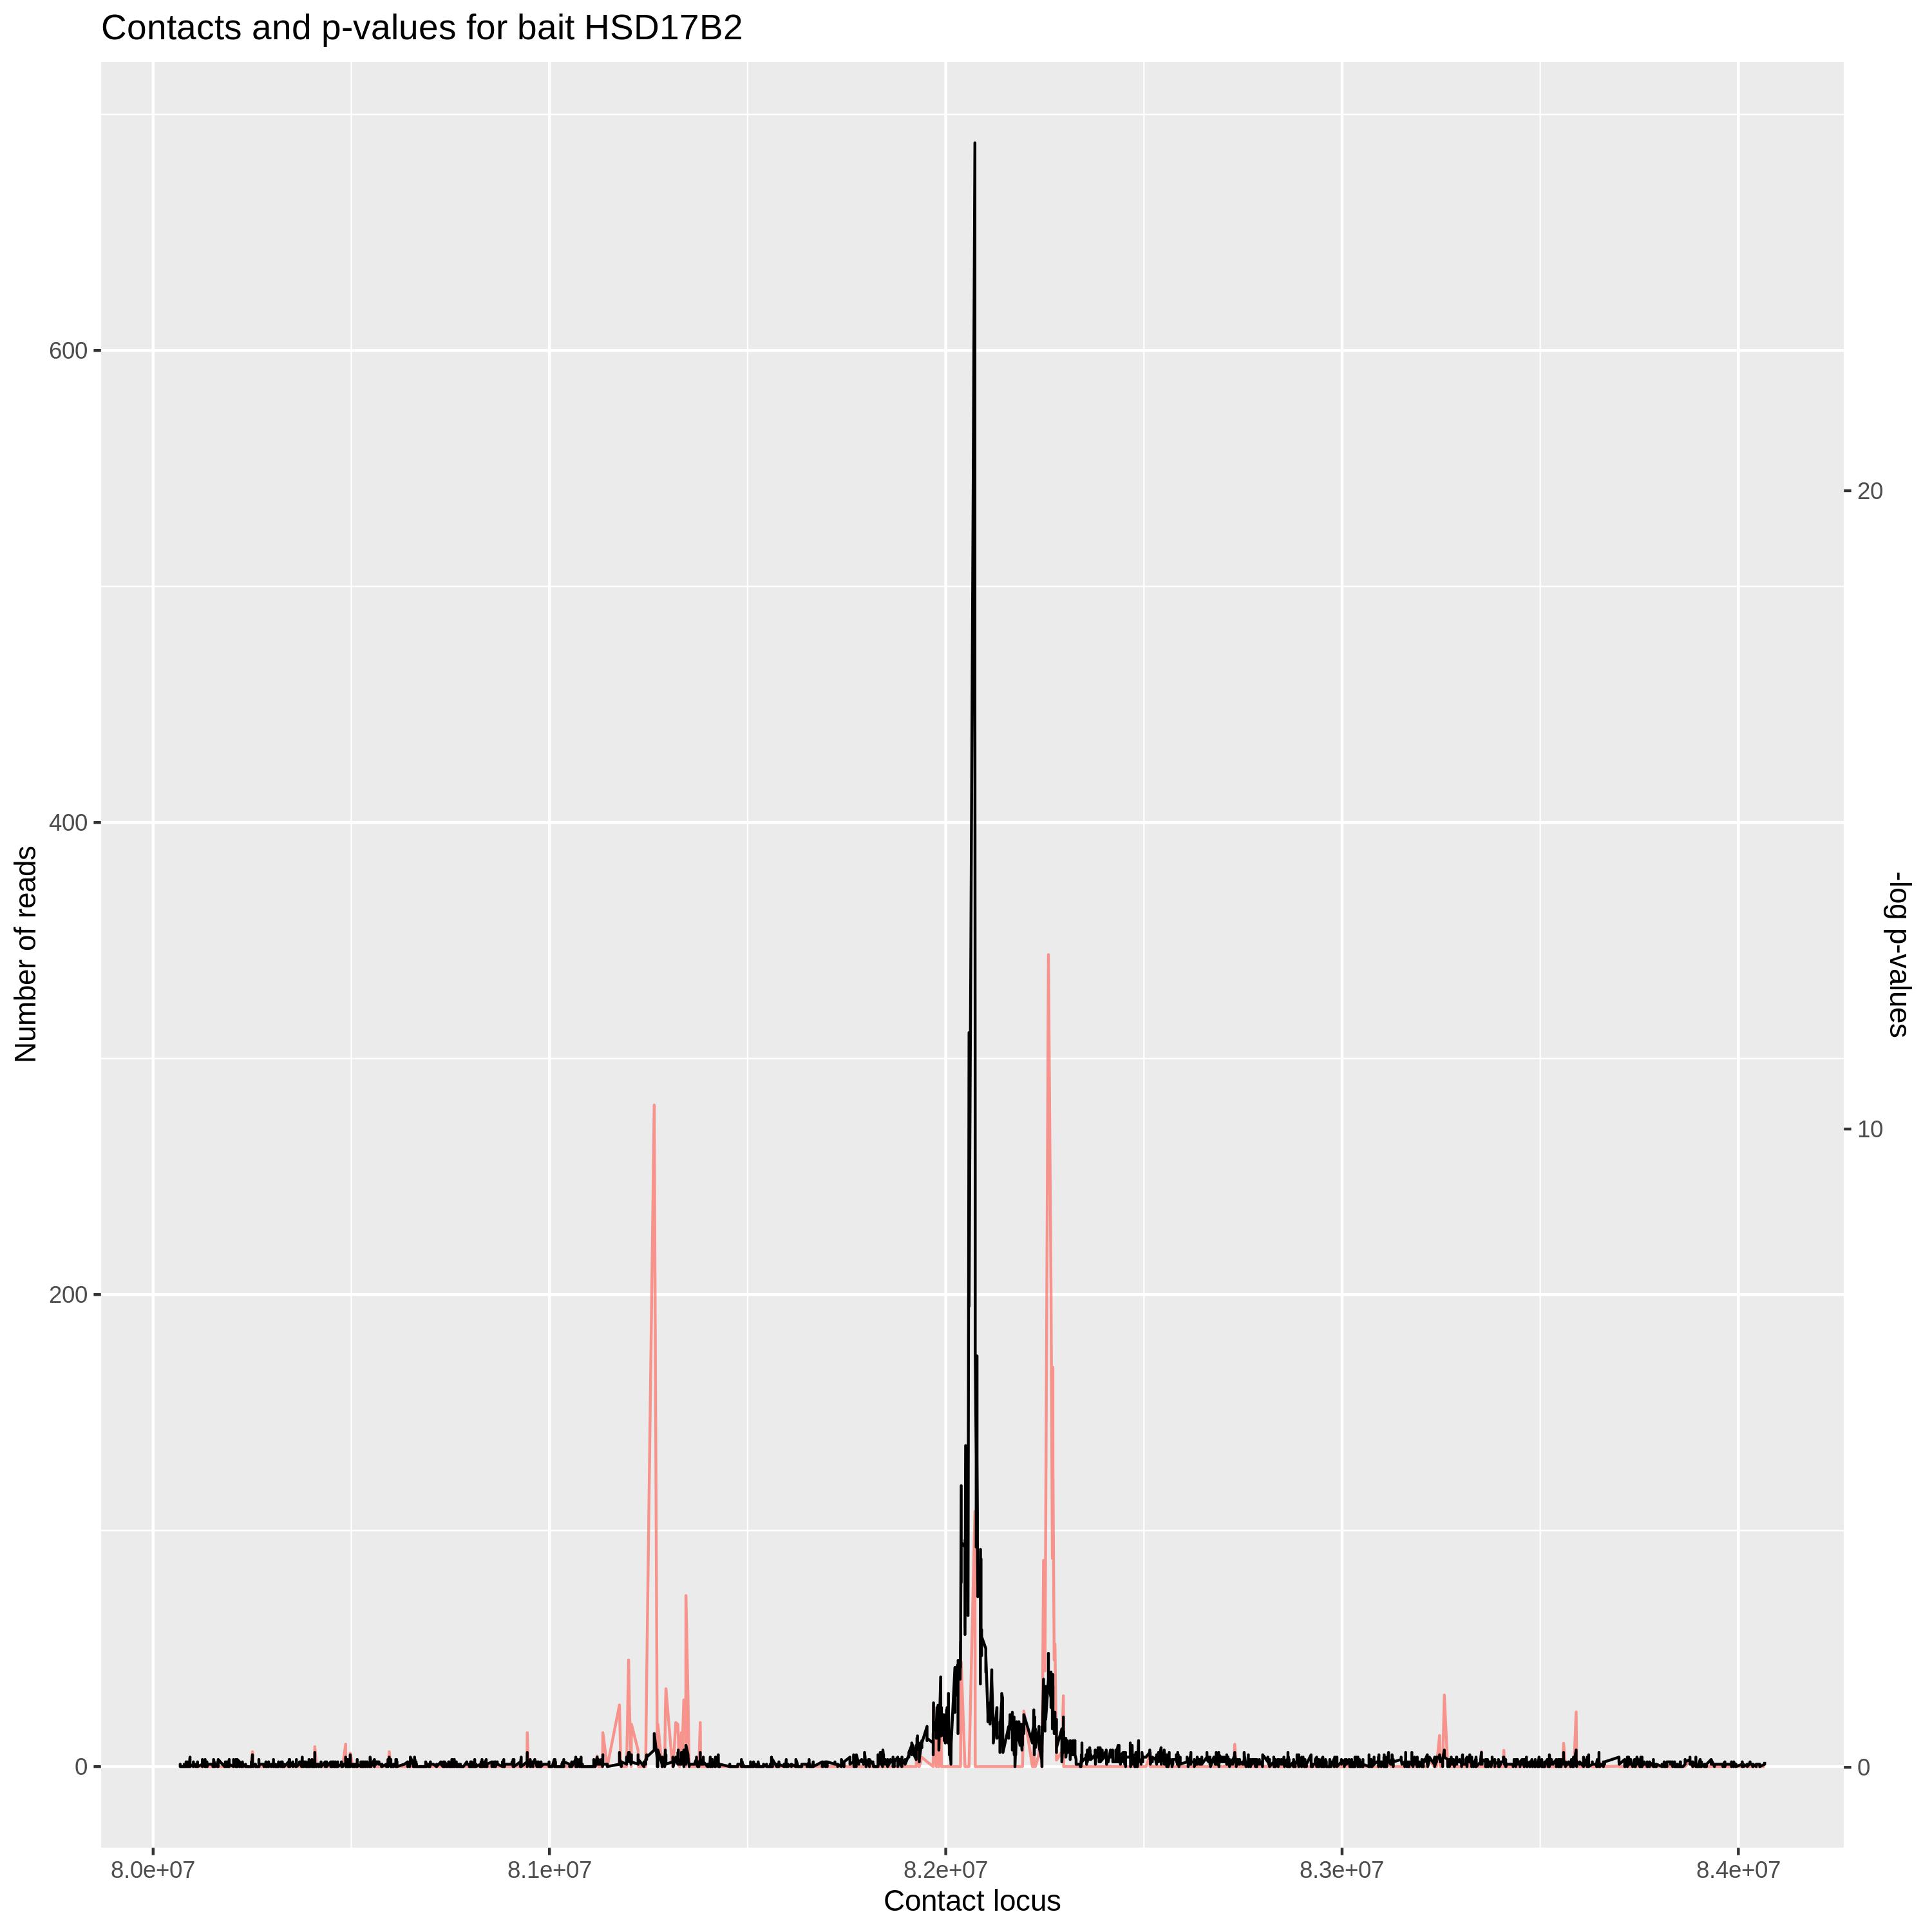 Contacts and p-values for bait HSD17B2
Number of reads
600
400
200
0
-log p-values
20
10
0
8.0e+07 8.1e+07 8.2e+07 8.3e+07 8.4e+07
Contact locus